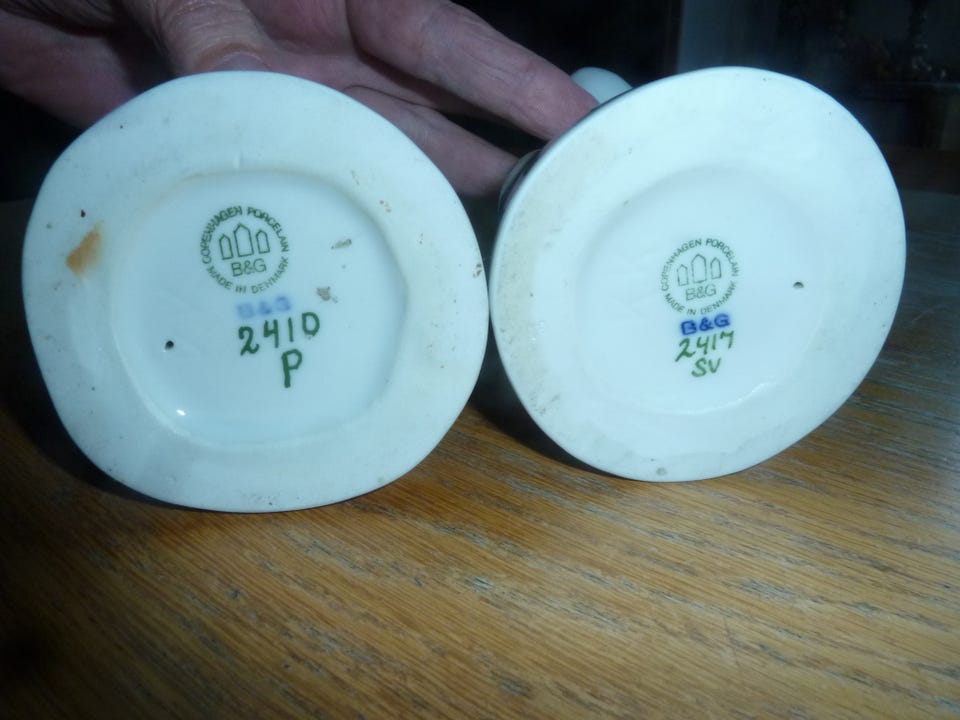 COPENHAGEN PORCELAIN
B&G
MADE IN DENMARK
B&G
2410
P
COPENHAGEN PORCELAIN
B&G
MADE IN DENMARK
B&G
2417
SV